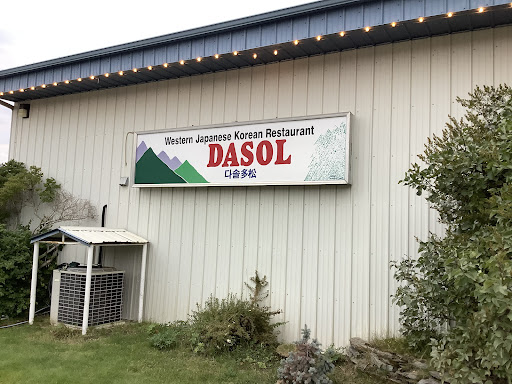 Western Japanese Korean Restaurant
DASOL
다솔多松